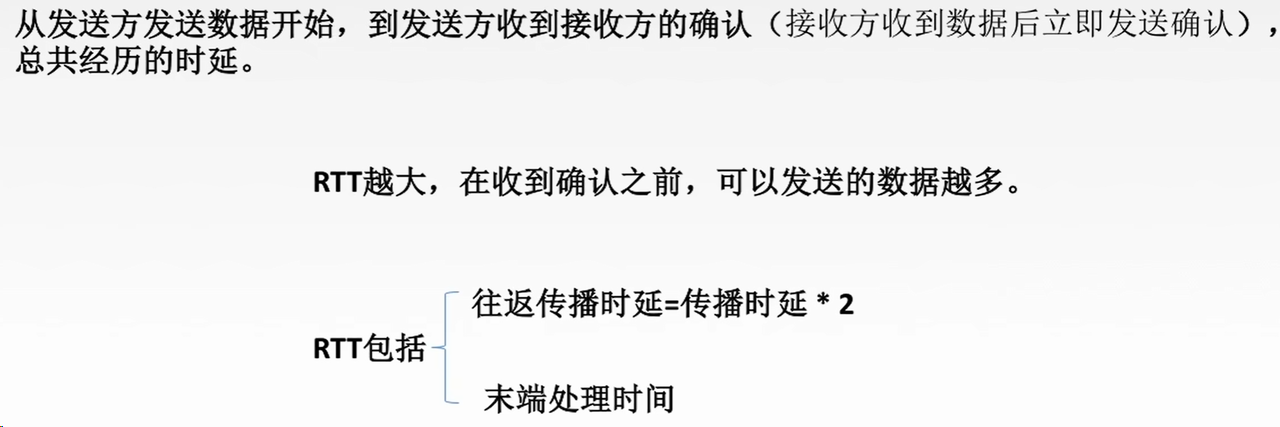 从发送方发送数据开始，到发送方收到接收方的确认（接收方收到数据后立即发送确认），
总共经历的时延。
RTT越大，在收到确认之前，可以发送的数据越多。
往返传播时延=传播时延 * 2
RTT包括
末端处理时间